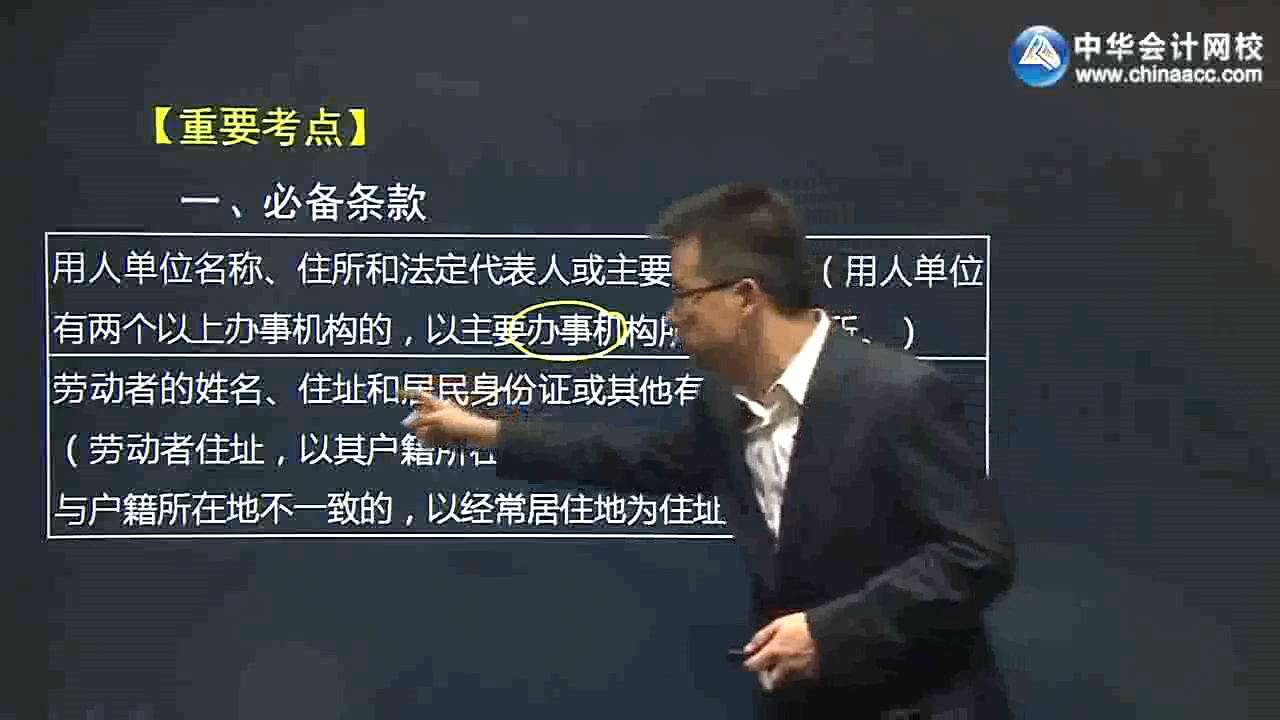 中华会计网校
www.chinaacc.com
【重要考点】
一、必备条款
用人单位名称、住所和法定代表人或主要（用人单位
有两个以上办事机构的，以主要办事机构所 所。）
劳动者的姓名、住址和居民身份证或其他有
（劳动者住址，以其户籍所在
与户籍所在地不一致的，以经常居住地为住址